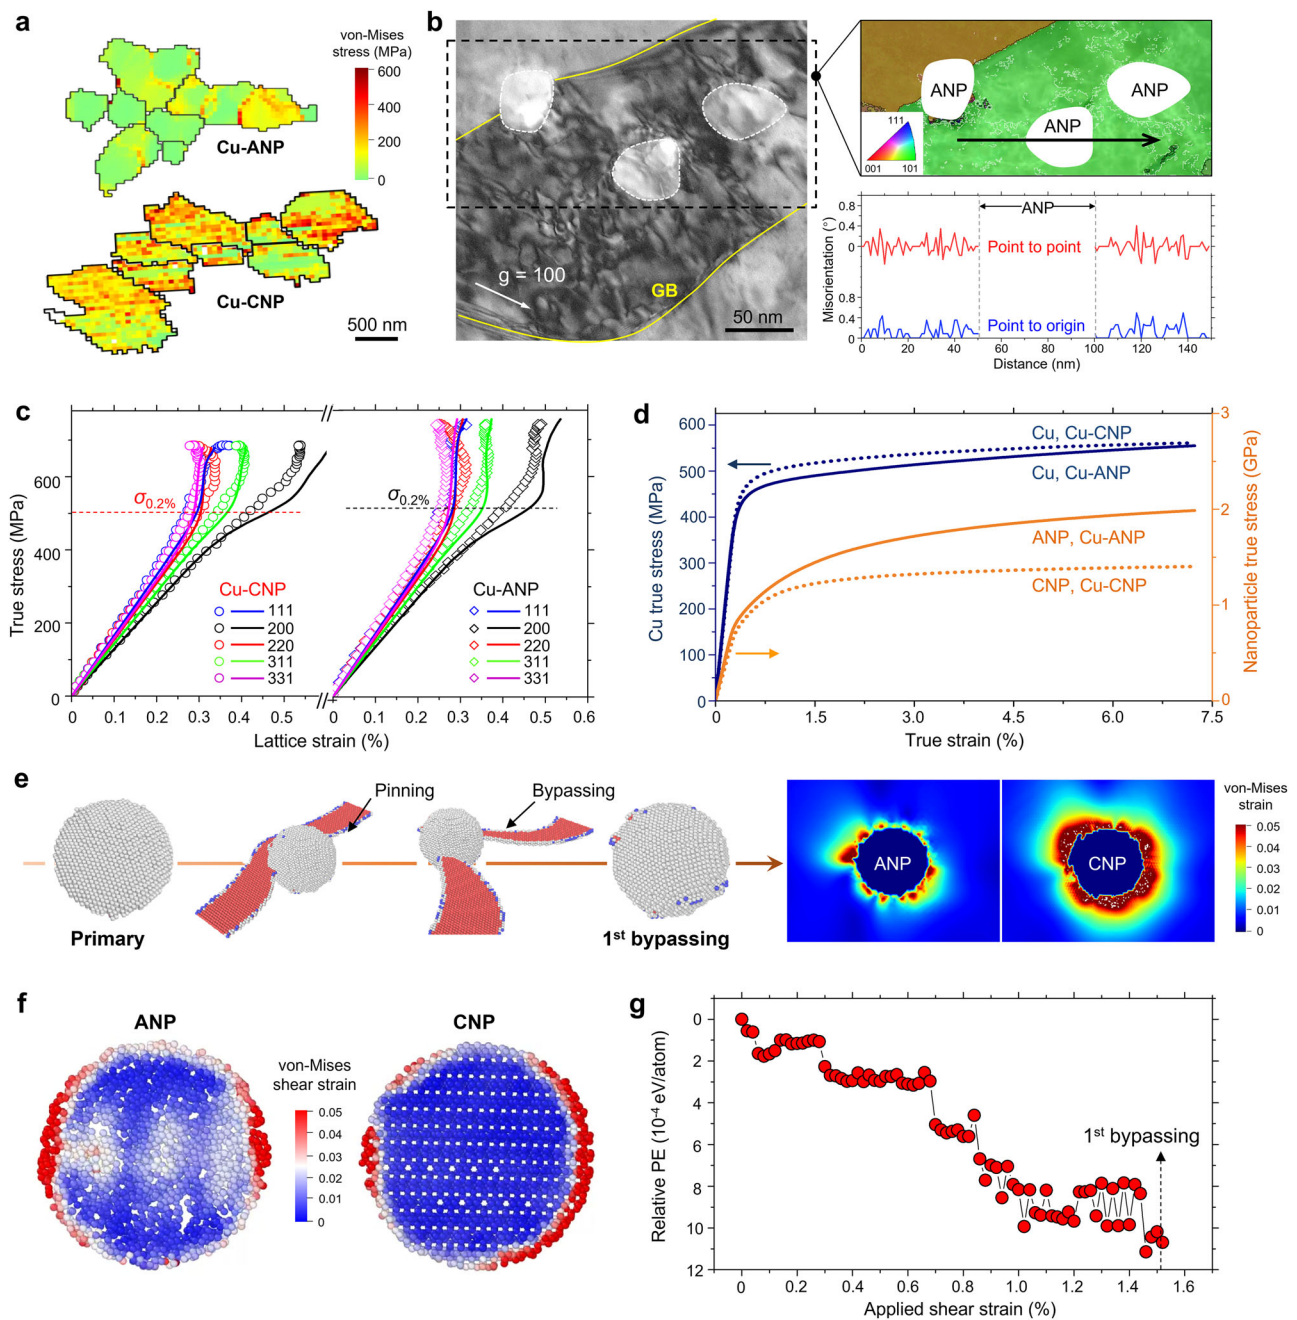 a
von-Mises
stress (MPa)
600
400
200
0
Cu-ANP
Cu-CNP
500 nm
b
g = 100
GB
50 nm
ANP
ANP
ANP
111
001
101
Misorientation (°)
0.8
0.4
0
0.8
0.4
0
ANP
Point to point
Point to origin
0
20
40
60
80
100
120
140
Distance (nm)
c
True stress (MPa)
600
400
200
0
σ0.2%
σ0.2%
Cu-CNP
111
200
220
311
331
Cu-ANP
111
200
220
311
331
0
0.1
0.2
0.3
0.4
0.5
0
0.1
0.2
0.3
0.4
0.5
0.6
Lattice strain (%)
d
Cu true stress (MPa)
600
500
400
300
200
100
0
Cu, Cu-CNP
Cu, Cu-ANP
ANP, Cu-ANP
CNP, Cu-CNP
3
2
1
0
Nanoparticle true stress (GPa)
0
1.5
3.0
4.5
6.0
7.5
True strain (%)
e
Pinning
Bypassing
Primary
1st bypassing
ANP
CNP
von-Mises
strain
0.05
0.04
0.03
0.02
0.01
0
f
ANP
CNP
von-Mises
shear strain
0.05
0.04
0.03
0.02
0.01
0
g
Relative PE (10-4 eV/atom)
0
2
4
6
8
10
12
1st bypassing
0
0.2
0.4
0.6
0.8
1.0
1.2
1.4
1.6
Applied shear strain (%)